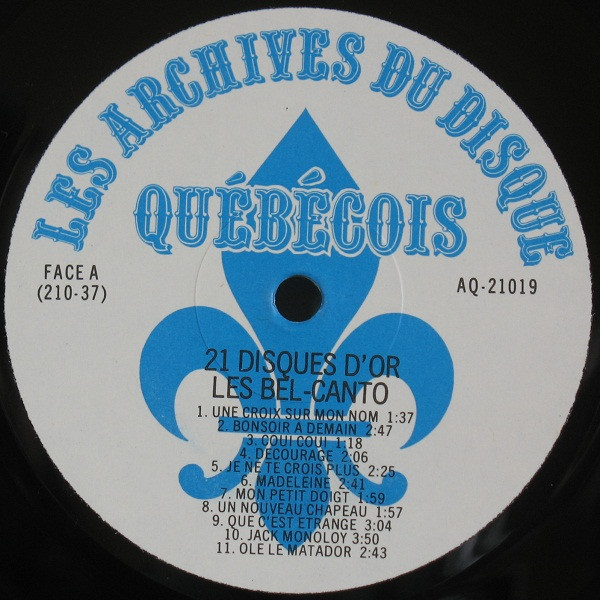 LES ARCHIVES DU DISQUE
QUÉBÉCOIS
FACE A
(210-37)
AQ-21019
21 DISQUES D'OR
LES BEL-CANTO
1. UNE CROIX SUR MON NOM 1:37
2. BONSOIR A DEMAIN 2:47
3. COUI COUI 1:18
4. DECOURAGE 2:06
5. JE NE TE CROIS PLUS 2:25
6. MADELEINE 2:41
7. MON PETIT DOIGT 1:59
8. UN NOUVEAU CHAPEAU 1:57
9. QUE C'EST ETRANGE 3:04
10. JACK MONOLOY 3:50
11. OLE LE MATADOR 2:43